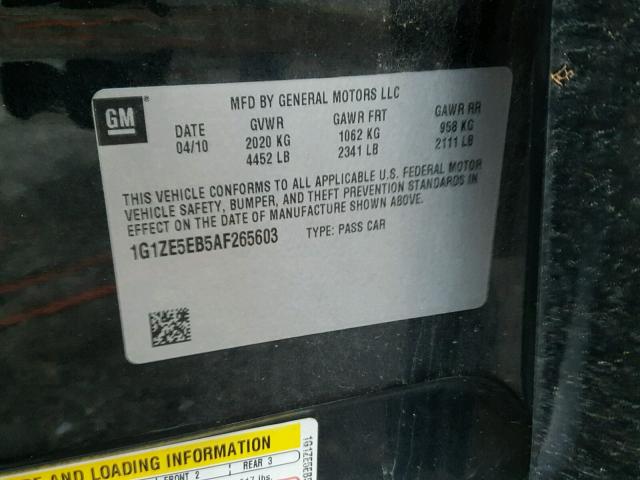 GM
MFD BY GENERAL MOTORS LLC
DATE GVWR GAWR FRT GAWR RR
04/10 2020 KG 1062 KG 958 KG
4452 LB 2341 LB 2111 LB
THIS VEHICLE CONFORMS TO ALL APPLICABLE U.S. FEDERAL MOTOR
VEHICLE SAFETY, BUMPER, AND THEFT PREVENTION STANDARDS IN
EFFECT ON THE DATE OF MANUFACTURE SHOWN ABOVE.
1G1ZE5EB5AF265603 TYPE: PASS CAR
AND LOADING INFORMATION
FRONT 2 REAR 3
lbs.
1G1ZE5EB